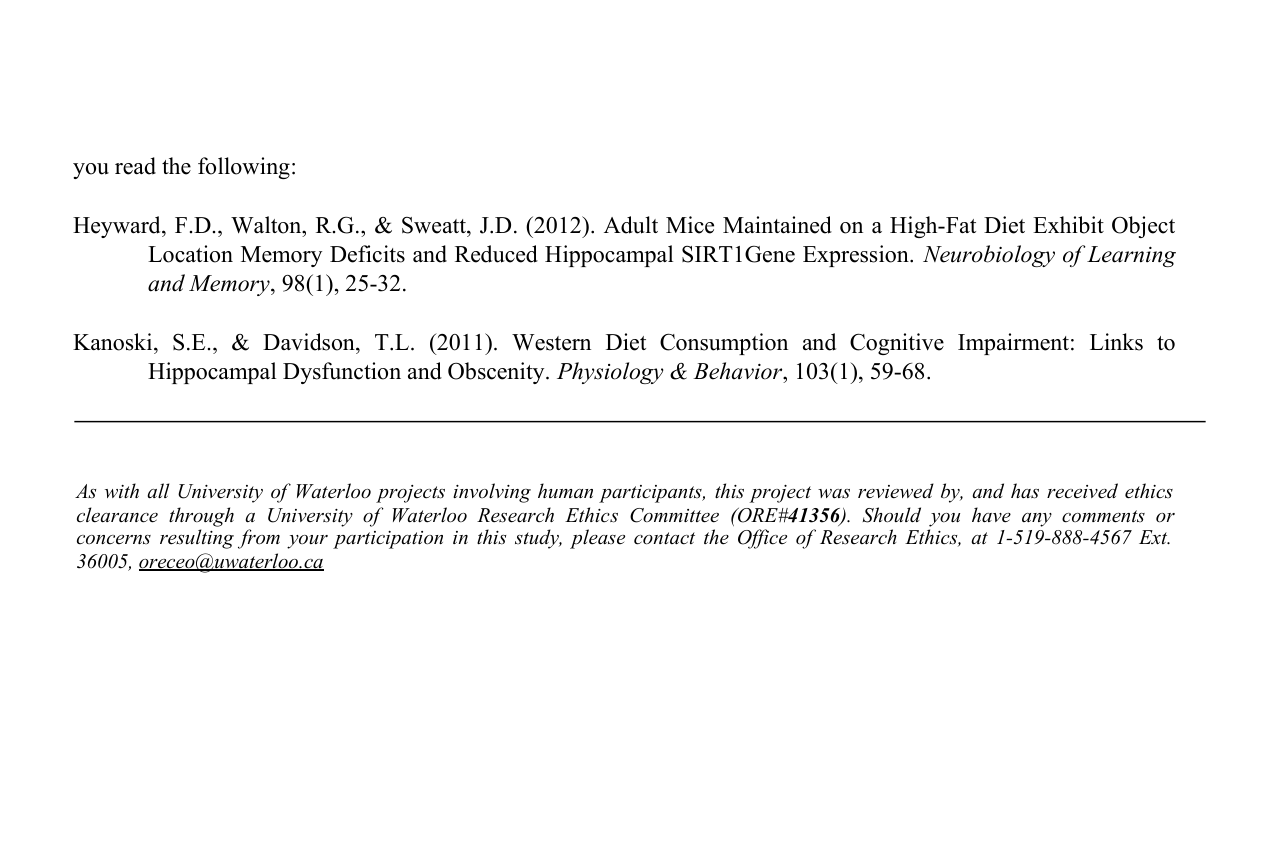 you read the following:
Heyward, F.D., Walton, R.G., & Sweatt, J.D. (2012). Adult Mice Maintained on a High-Fat Diet Exhibit Object
Location Memory Deficits and Reduced Hippocampal SIRT1Gene Expression. Neurobiology of Learning
and Memory, 98(1), 25-32.
Kanoski, S.E., & Davidson, T.L. (2011). Western Diet Consumption and Cognitive Impairment: Links to
Hippocampal Dysfunction and Obscenity. Physiology & Behavior, 103(1), 59-68.
As with all University of Waterloo projects involving human participants, this project was reviewed by, and has received ethics
clearance through a University of Waterloo Research Ethics Committee (ORE#41356). Should you have any comments or
concerns resulting from your participation in this study, please contact the Office of Research Ethics, at 1-519-888-4567 Ext.
36005, oreceo@uwaterloo.ca